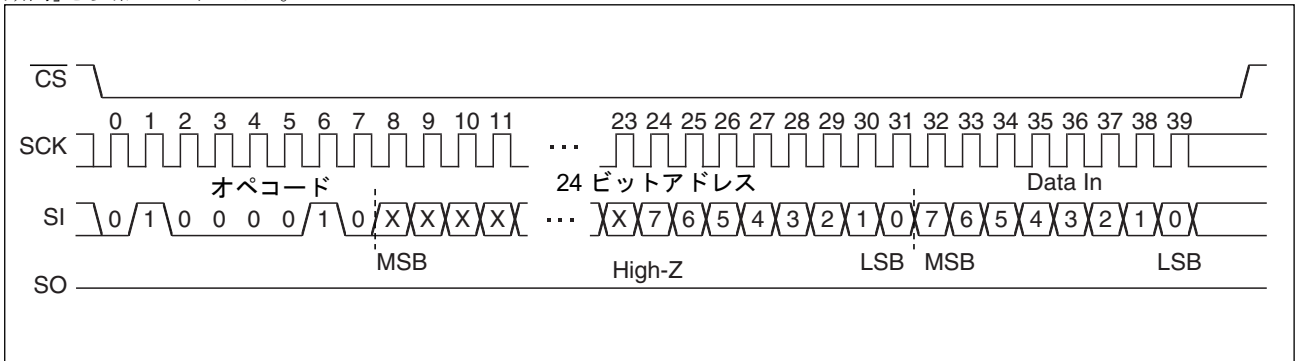 CS
0 1 2 3 4 5 6 7 8 9 10 11 23 24 25 26 27 28 29 30 31 32 33 34 35 36 37 38 39
SCK ...
オペコード 24 ビットアドレス Data In
SI 0 1 0 0 0 0 1 0 X X X X ... X 7 6 5 4 3 2 1 0 7 6 5 4 3 2 1 0
MSB High-Z LSB MSB LSB
SO